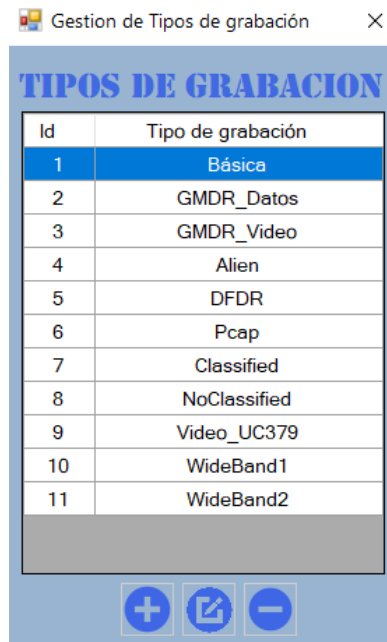 Gestion de Tipos de grabación
TIPOS DE GRABACION
Id Tipo de grabación
1 Básica
2 GMDR_Datos
3 GMDR_Video
4 Alien
5 DFDR
6 Pcap
7 Classified
8 NoClassified
9 Video_UC379
10 WideBand1
11 WideBand2